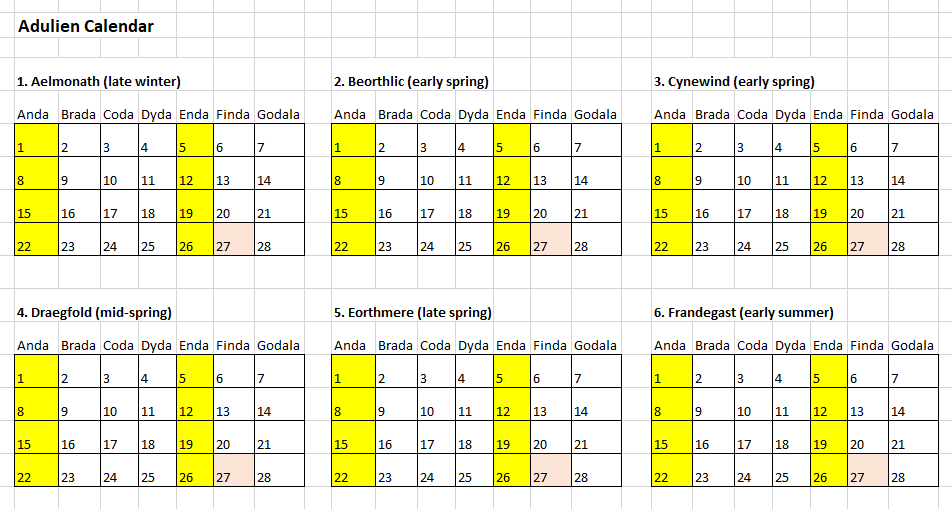 Adulien Calendar
1. Aelmonath (late winter) 2. Beorthlic (early spring) 3. Cynewind (early spring)
Anda Brada Coda Dyda Enda Finda Godala Anda Brada Coda Dyda Enda Finda Godala Anda Brada Coda Dyda Enda Finda Godala
1 2 3 4 5 6 7 1 2 3 4 5 6 7 1 2 3 4 5 6 7
8 9 10 11 12 13 14 8 9 10 11 12 13 14 8 9 10 11 12 13 14
15 16 17 18 19 20 21 15 16 17 18 19 20 21 15 16 17 18 19 20 21
22 23 24 25 26 27 28 22 23 24 25 26 27 28 22 23 24 25 26 27 28
4. Draegfold (mid-spring) 5. Eorthmere (late spring) 6. Frandegast (early summer)
Anda Brada Coda Dyda Enda Finda Godala Anda Brada Coda Dyda Enda Finda Godala Anda Brada Coda Dyda Enda Finda Godala
1 2 3 4 5 6 7 1 2 3 4 5 6 7 1 2 3 4 5 6 7
8 9 10 11 12 13 14 8 9 10 11 12 13 14 8 9 10 11 12 13 14
15 16 17 18 19 20 21 15 16 17 18 19 20 21 15 16 17 18 19 20 21
22 23 24 25 26 27 28 22 23 24 25 26 27 28 22 23 24 25 26 27 28